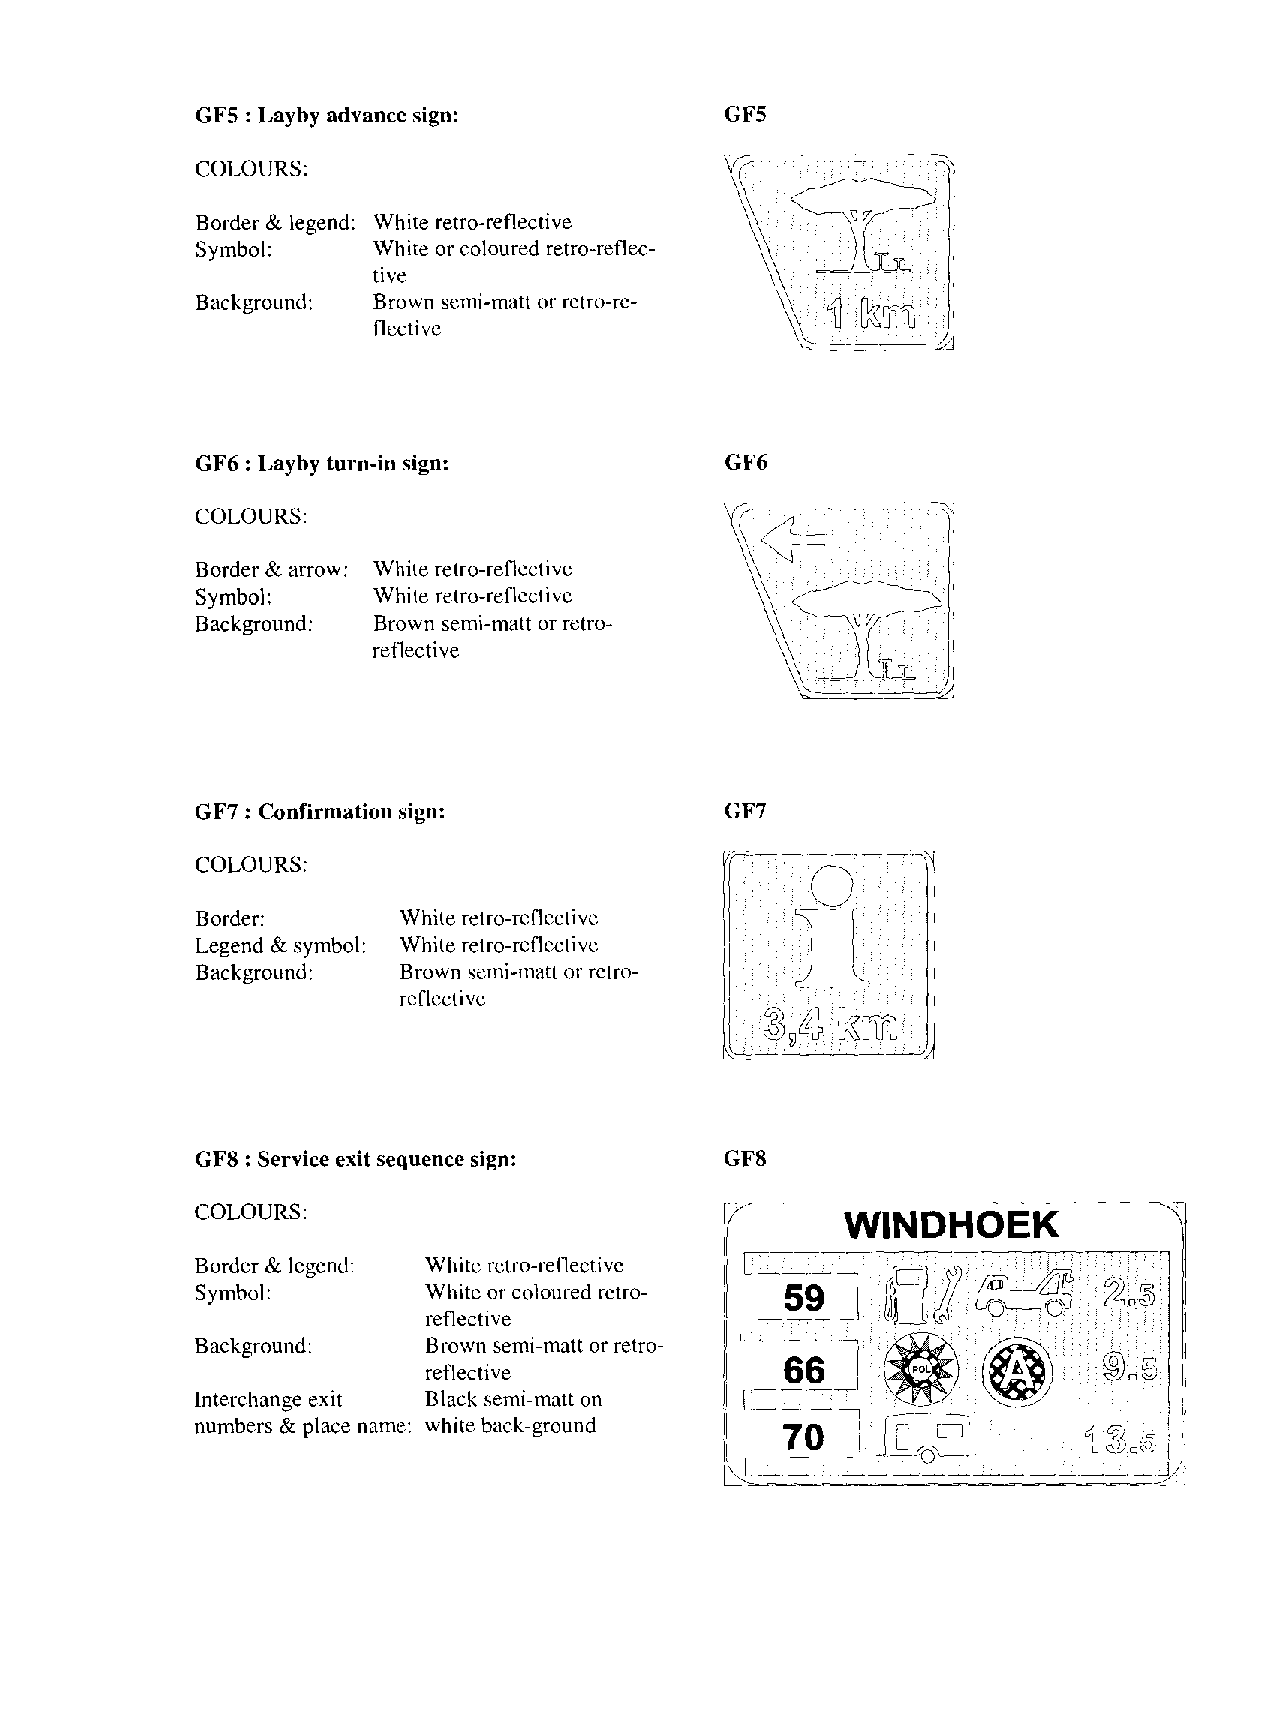 GF5 : Layby advance sign:
GF5
COLOURS:
Border & legend: White retro-reflective
Symbol: White or coloured retro-reflec-
tive
Background: Brown semi-matt or retro-re-
flective
1 km
GF6 : Layby turn-in sign:
GF6
COLOURS:
Border & arrow: White retro-reflective
Symbol: White retro-reflective
Background: Brown semi-matt or retro-
reflective
GF7 : Confirmation sign:
GF7
COLOURS:
Border: White retro-reflective
Legend & symbol: White retro-reflective
Background: Brown semi-matt or retro-
reflective
i
3,4 km
GF8 : Service exit sequence sign:
GF8
COLOURS:
Border & legend: White retro-reflective
Symbol: White or coloured retro-
reflective
Background: Brown semi-matt or retro-
reflective
Interchange exit Black semi-matt on
numbers & place name: white back-ground
WINDHOEK
59 2.5
66 POL A 9.5
70 13.5